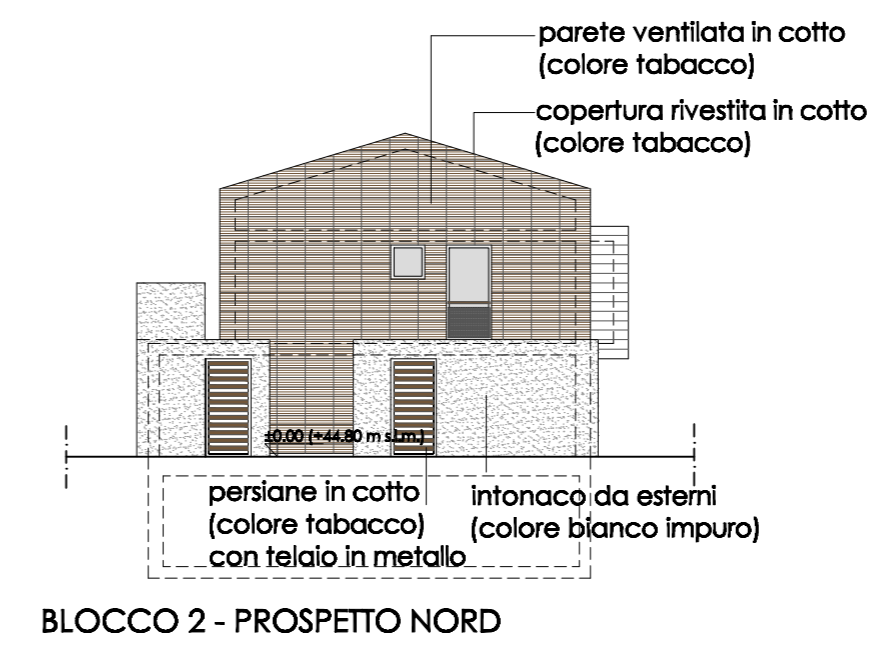 parete ventilata in cotto
(colore tabacco)
copertura rivestita in cotto
(colore tabacco)
±0.00 (+44.80 m s.l.m.)
persiane in cotto
(colore tabacco)
con telaio in metallo
intonaco da esterni
(colore bianco impuro)
BLOCCO 2 - PROSPETTO NORD